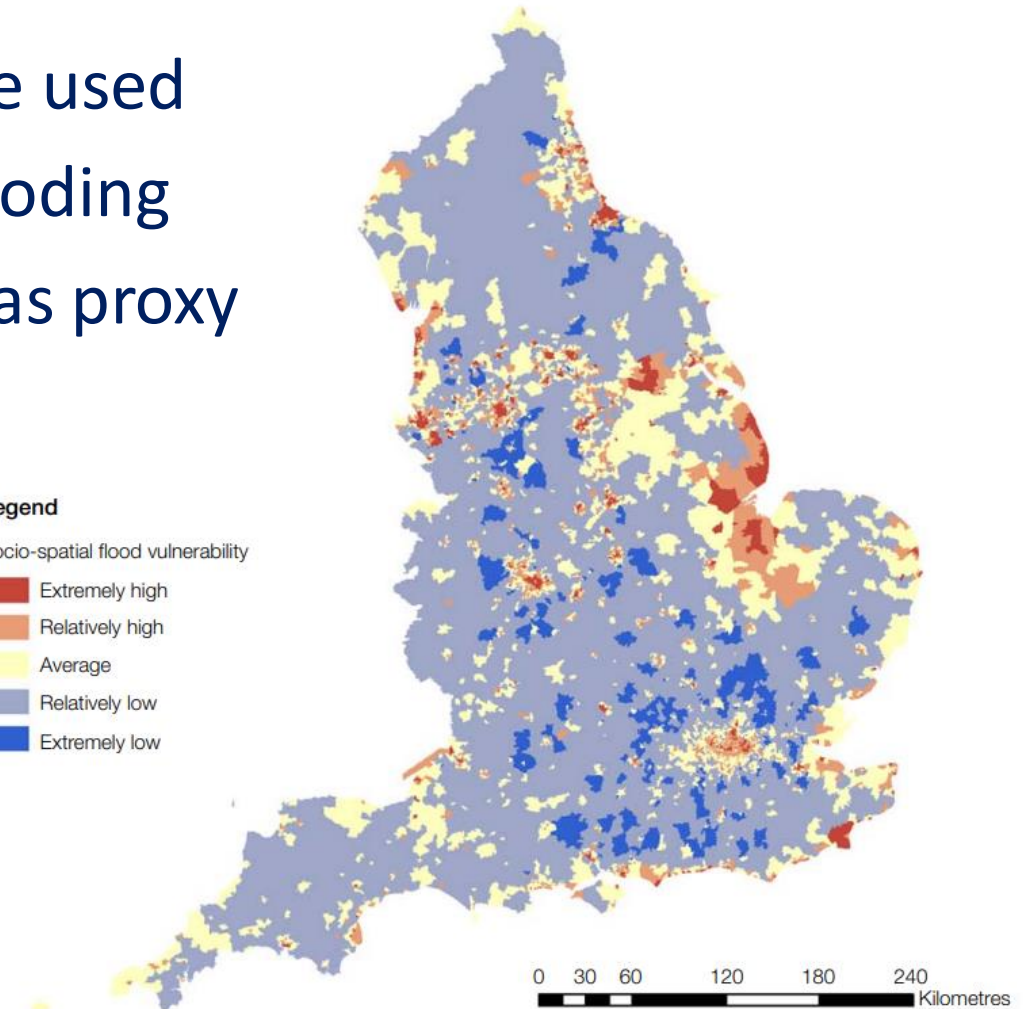 e used
ooding
as proxy
egend
ocio-spatial flood vulnerability
Extremely high
Relatively high
Average
Relatively low
Extremely low
0 30 60 120 180 240
Kilometres